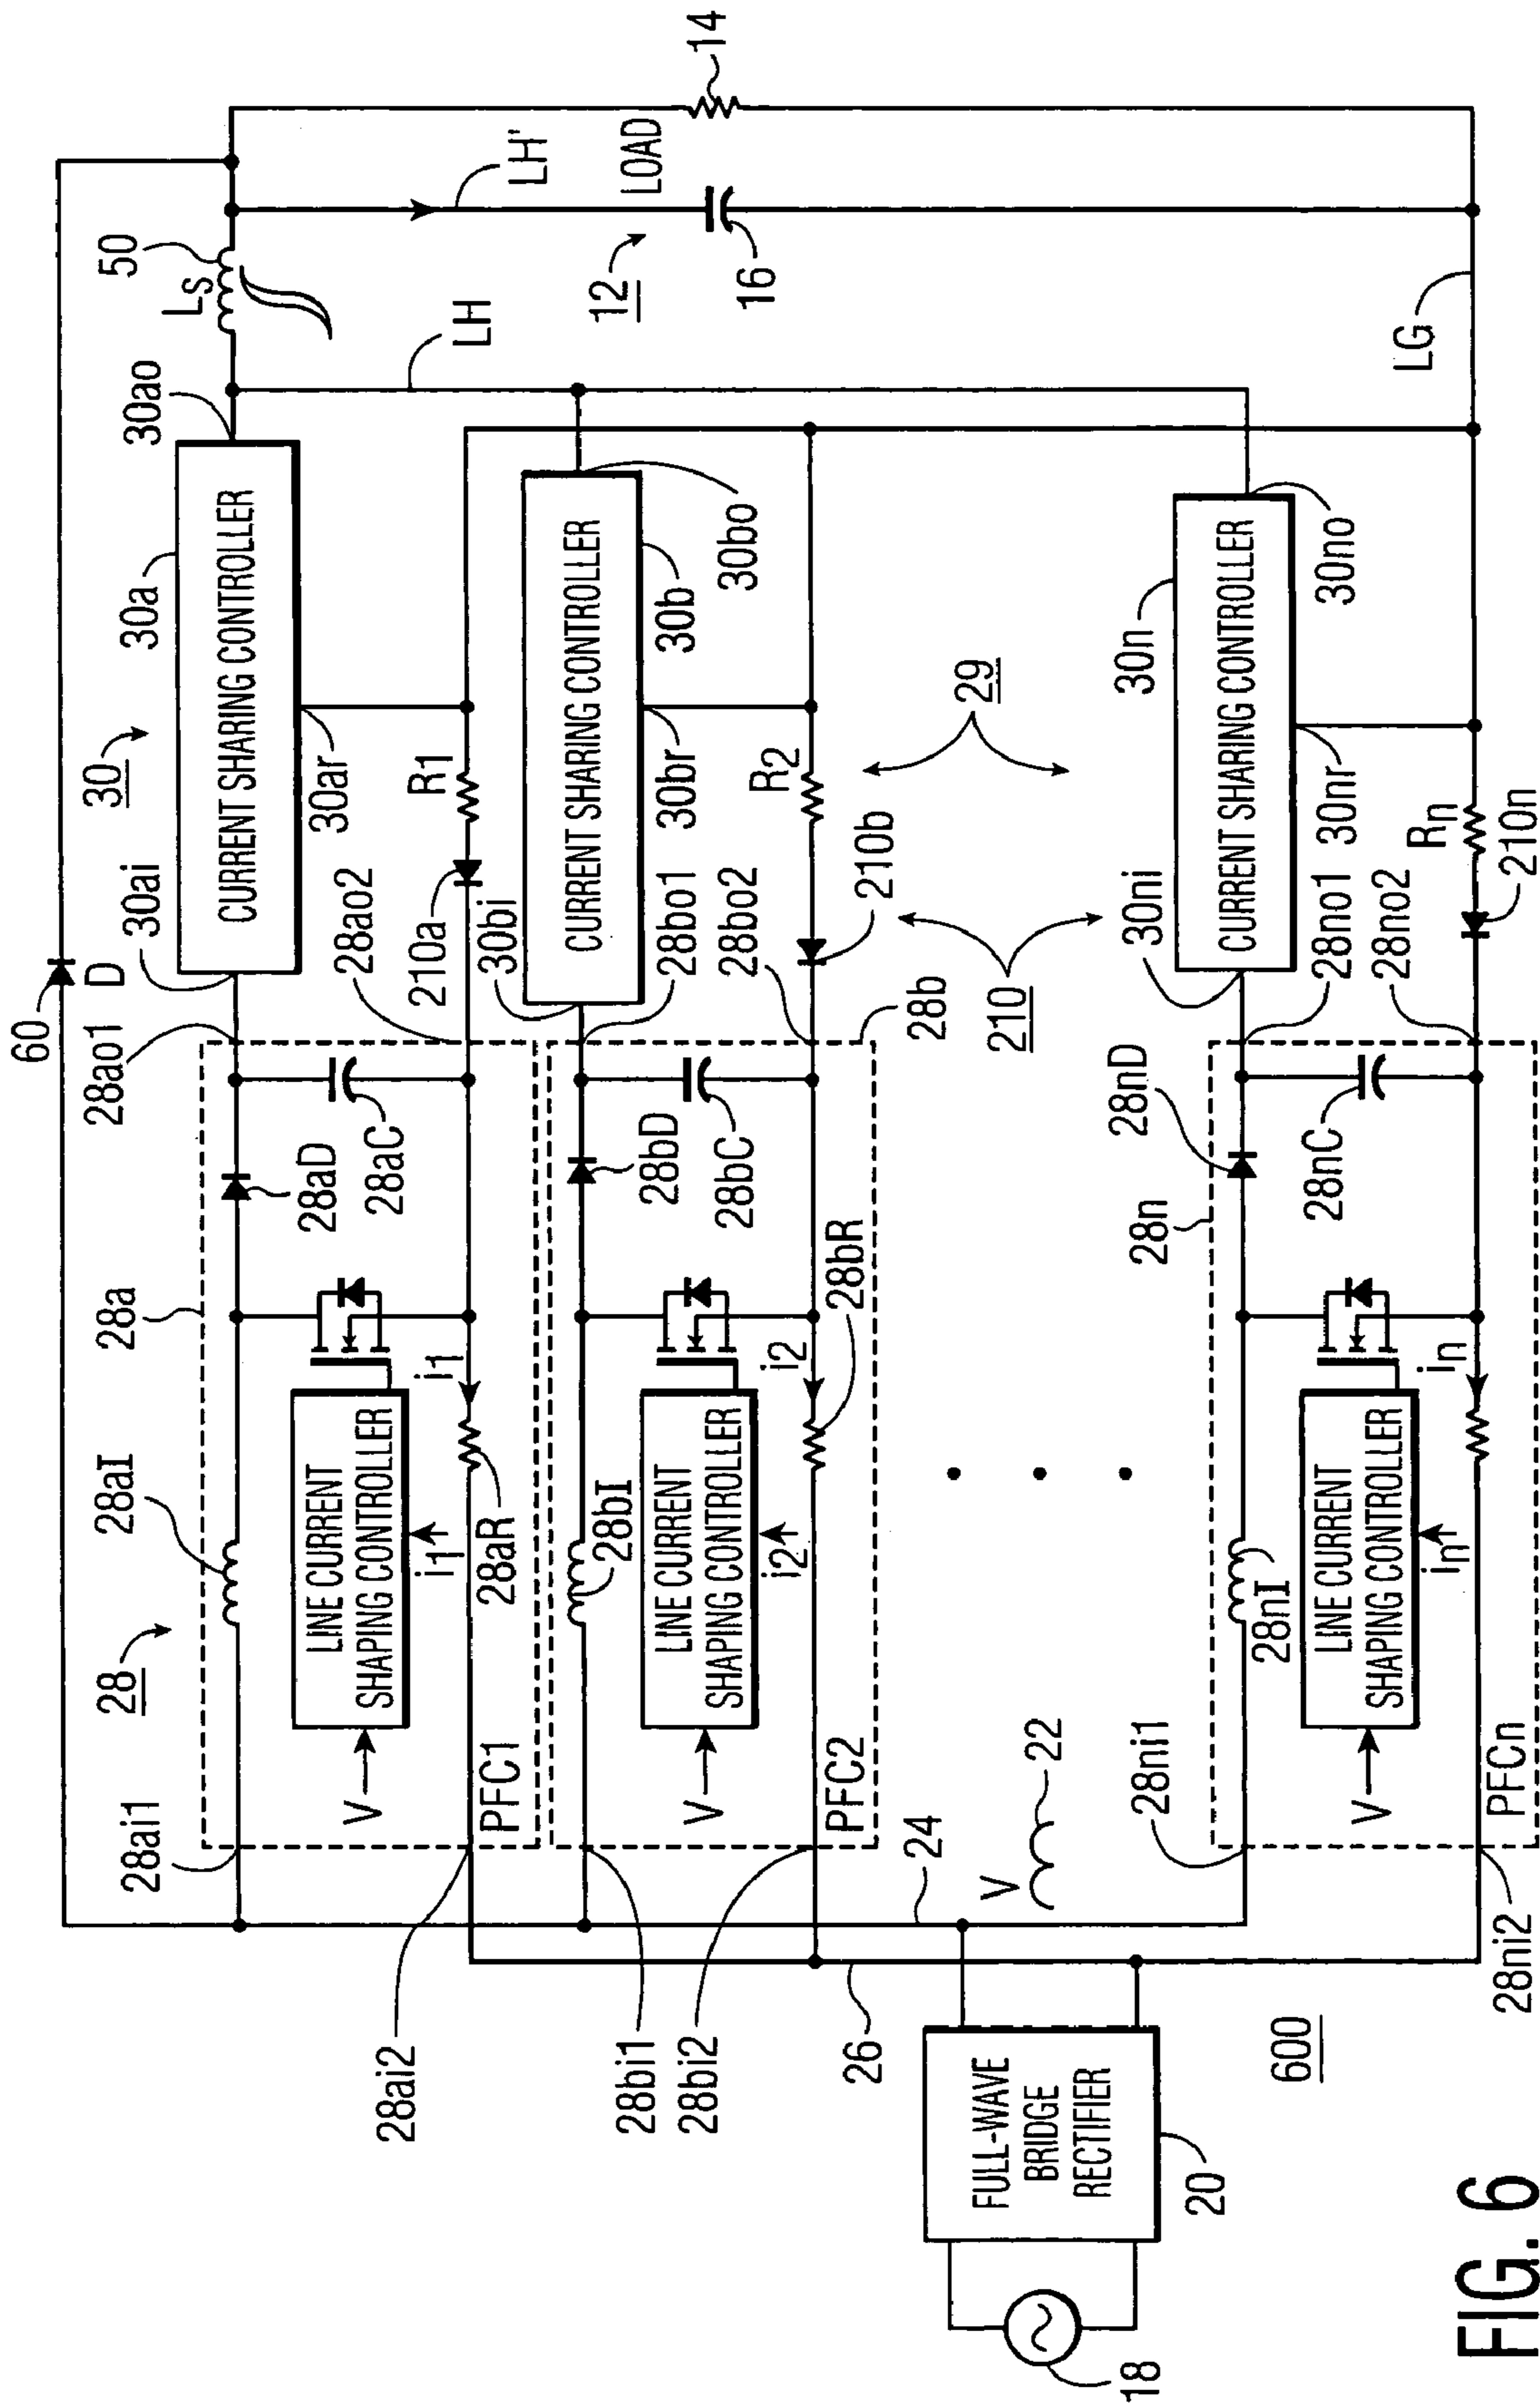 60
D
30
30a
30ai
CURRENT SHARING CONTROLLER
30ao
30ar
L_S
50
LH
LH'
12
LOAD
14
16
LG
28
28aI
28a
28ai1
28ao1
28aD
28aC
V
LINE CURRENT
SHAPING CONTROLLER
i1
i1
28aR
PFC1
28ai2
28ao2
210a
R1
30bi
CURRENT SHARING CONTROLLER
30b
30bo
30br
28bo1
28bo2
28b
28bD
28bC
28bI
V
LINE CURRENT
SHAPING CONTROLLER
i2
i2
28bR
PFC2
28bi1
28bi2
210b
R2
29
210
V
22
24
26
28ni1
28n
28nD
28nC
28nI
V
LINE CURRENT
SHAPING CONTROLLER
in
in
PFCn
28ni2
28no1
28no2
30ni
CURRENT SHARING CONTROLLER
30n
30no
30nr
Rn
210n
18
FULL-WAVE
BRIDGE
RECTIFIER
20
600
FIG. 6